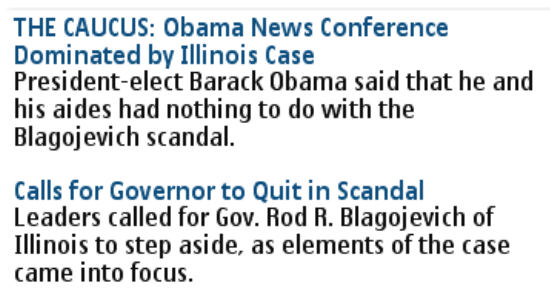 THE CAUCUS: Obama News Conference
Dominated by Illinois Case
President-elect Barack Obama said that he and
his aides had nothing to do with the
Blagojevich scandal.
Calls for Governor to Quit in Scandal
Leaders called for Gov. Rod R. Blagojevich of
Illinois to step aside, as elements of the case
came into focus.